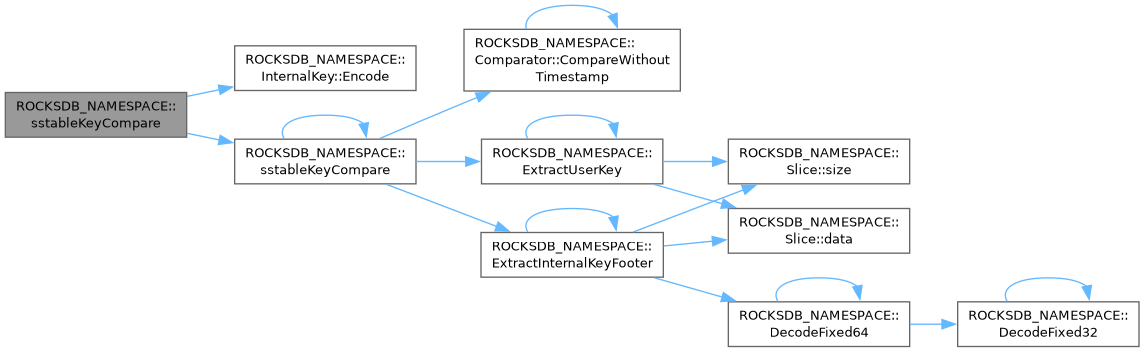 ROCKSDB_NAMESPACE::
sstableKeyCompare
ROCKSDB_NAMESPACE::
InternalKey::Encode
ROCKSDB_NAMESPACE::
sstableKeyCompare
ROCKSDB_NAMESPACE::
Comparator::CompareWithout
Timestamp
ROCKSDB_NAMESPACE::
ExtractUserKey
ROCKSDB_NAMESPACE::
ExtractInternalKeyFooter
ROCKSDB_NAMESPACE::
Slice::size
ROCKSDB_NAMESPACE::
Slice::data
ROCKSDB_NAMESPACE::
DecodeFixed64
ROCKSDB_NAMESPACE::
DecodeFixed32